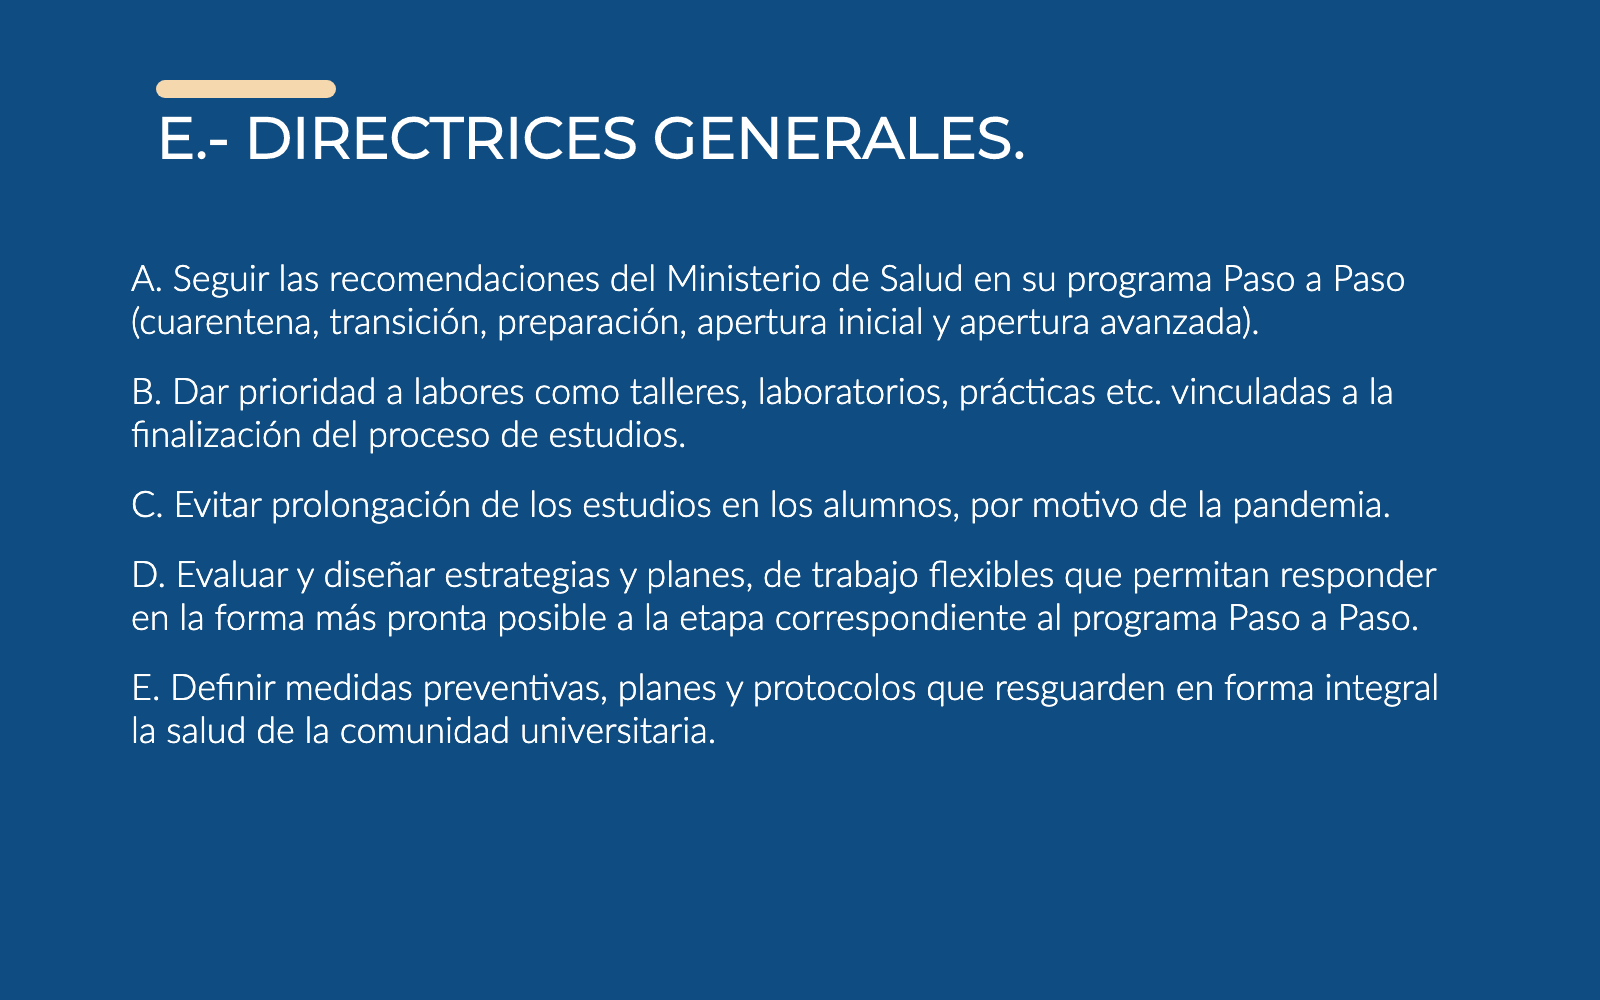 E.- DIRECTRICES GENERALES.
A. Seguir las recomendaciones del Ministerio de Salud en su programa Paso a Paso
(cuarentena, transición, preparación, apertura inicial y apertura avanzada).
B. Dar prioridad a labores como talleres, laboratorios, prácticas etc. vinculadas a la
finalización del proceso de estudios.
C. Evitar prolongación de los estudios en los alumnos, por motivo de la pandemia.
D. Evaluar y diseñar estrategias y planes, de trabajo flexibles que permitan responder
en la forma más pronta posible a la etapa correspondiente al programa Paso a Paso.
E. Definir medidas preventivas, planes y protocolos que resguarden en forma integral
la salud de la comunidad universitaria.